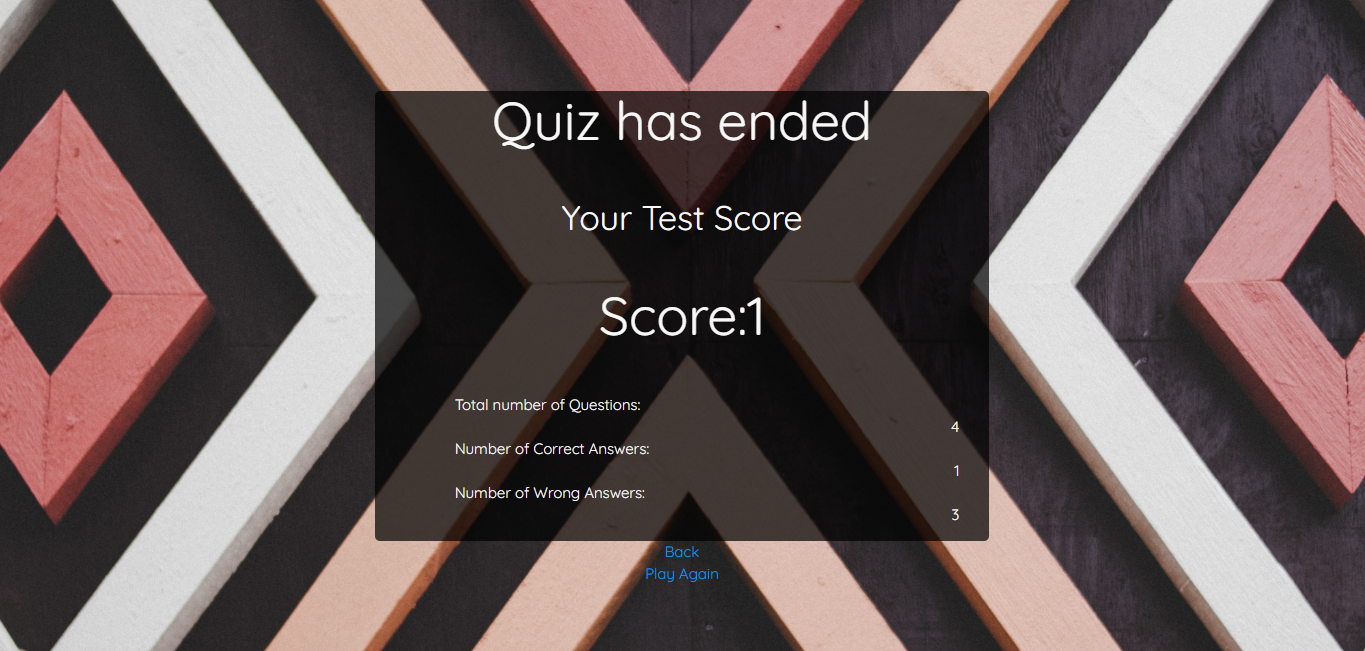 Quiz has ended
Your Test Score
Score:1
Total number of Questions:
4
Number of Correct Answers:
1
Number of Wrong Answers:
3
Back
Play Again